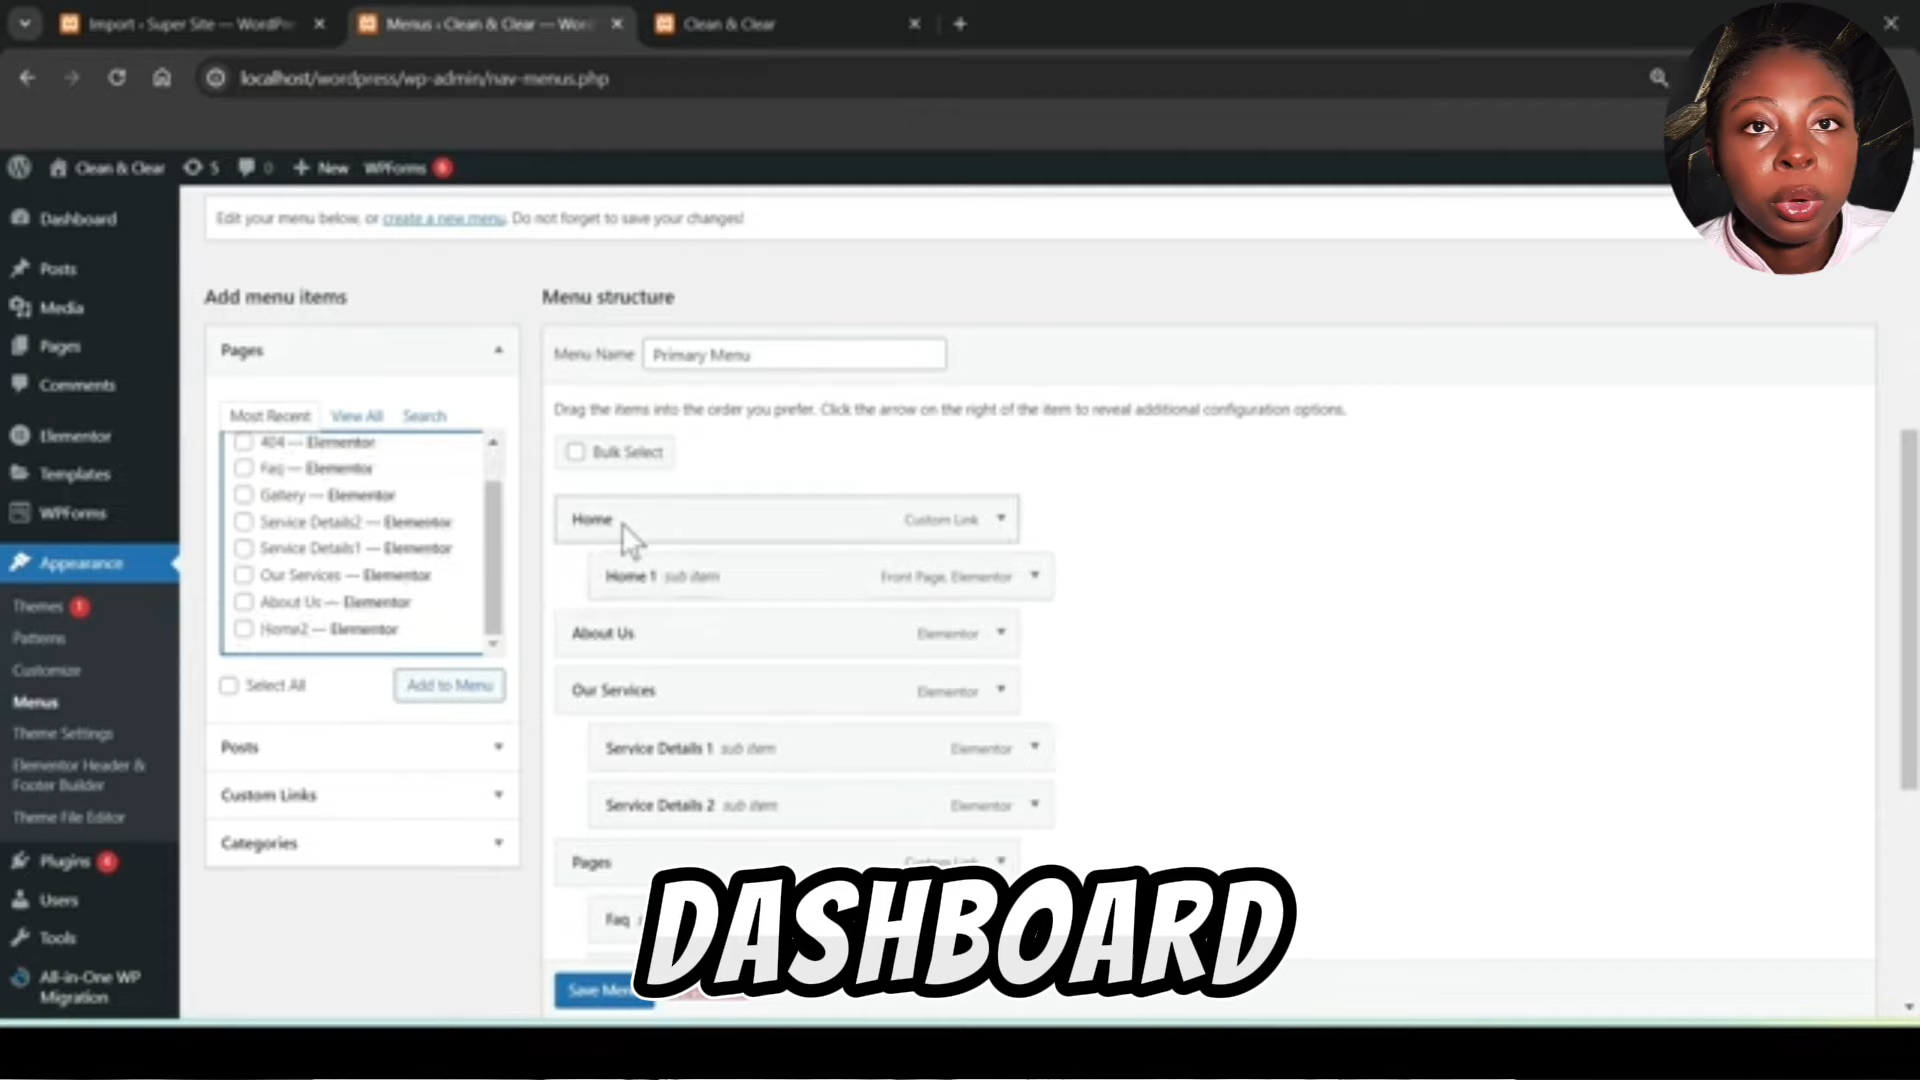 Import › Super Site — WordPr
Menus ‹ Clean & Clear — Wor
Clean & Clear
localhost/wordpress/wp-admin/nav-menus.php
Clean & Clear
5
0
New
WPForms
Dashboard
Posts
Media
Pages
Comments
Elementor
Templates
WPForms
Appearance
Themes 1
Patterns
Customize
Menus
Theme Settings
Elementor Header &
Footer Builder
Theme File Editor
Plugins 4
Users
Tools
All-in-One WP
Migration
Edit your menu below, or create a new menu. Do not forget to save your changes!
Add menu items
Pages
Most Recent
View All
Search
404 — Elementor
Faq — Elementor
Gallery — Elementor
Service Details2 — Elementor
Service Details1 — Elementor
Our Services — Elementor
About Us — Elementor
Home2 — Elementor
Select All
Add to Menu
Posts
Custom Links
Categories
Menu structure
Menu Name
Primary Menu
Drag the items into the order you prefer. Click the arrow on the right of the item to reveal additional configuration options.
Bulk Select
Home
Custom Link
Home 1 sub item
Front Page, Elementor
About Us
Elementor
Our Services
Elementor
Service Details 1 sub item
Elementor
Service Details 2 sub item
Elementor
Pages
Custom Link
Faq
Save Men
DASHBOARD